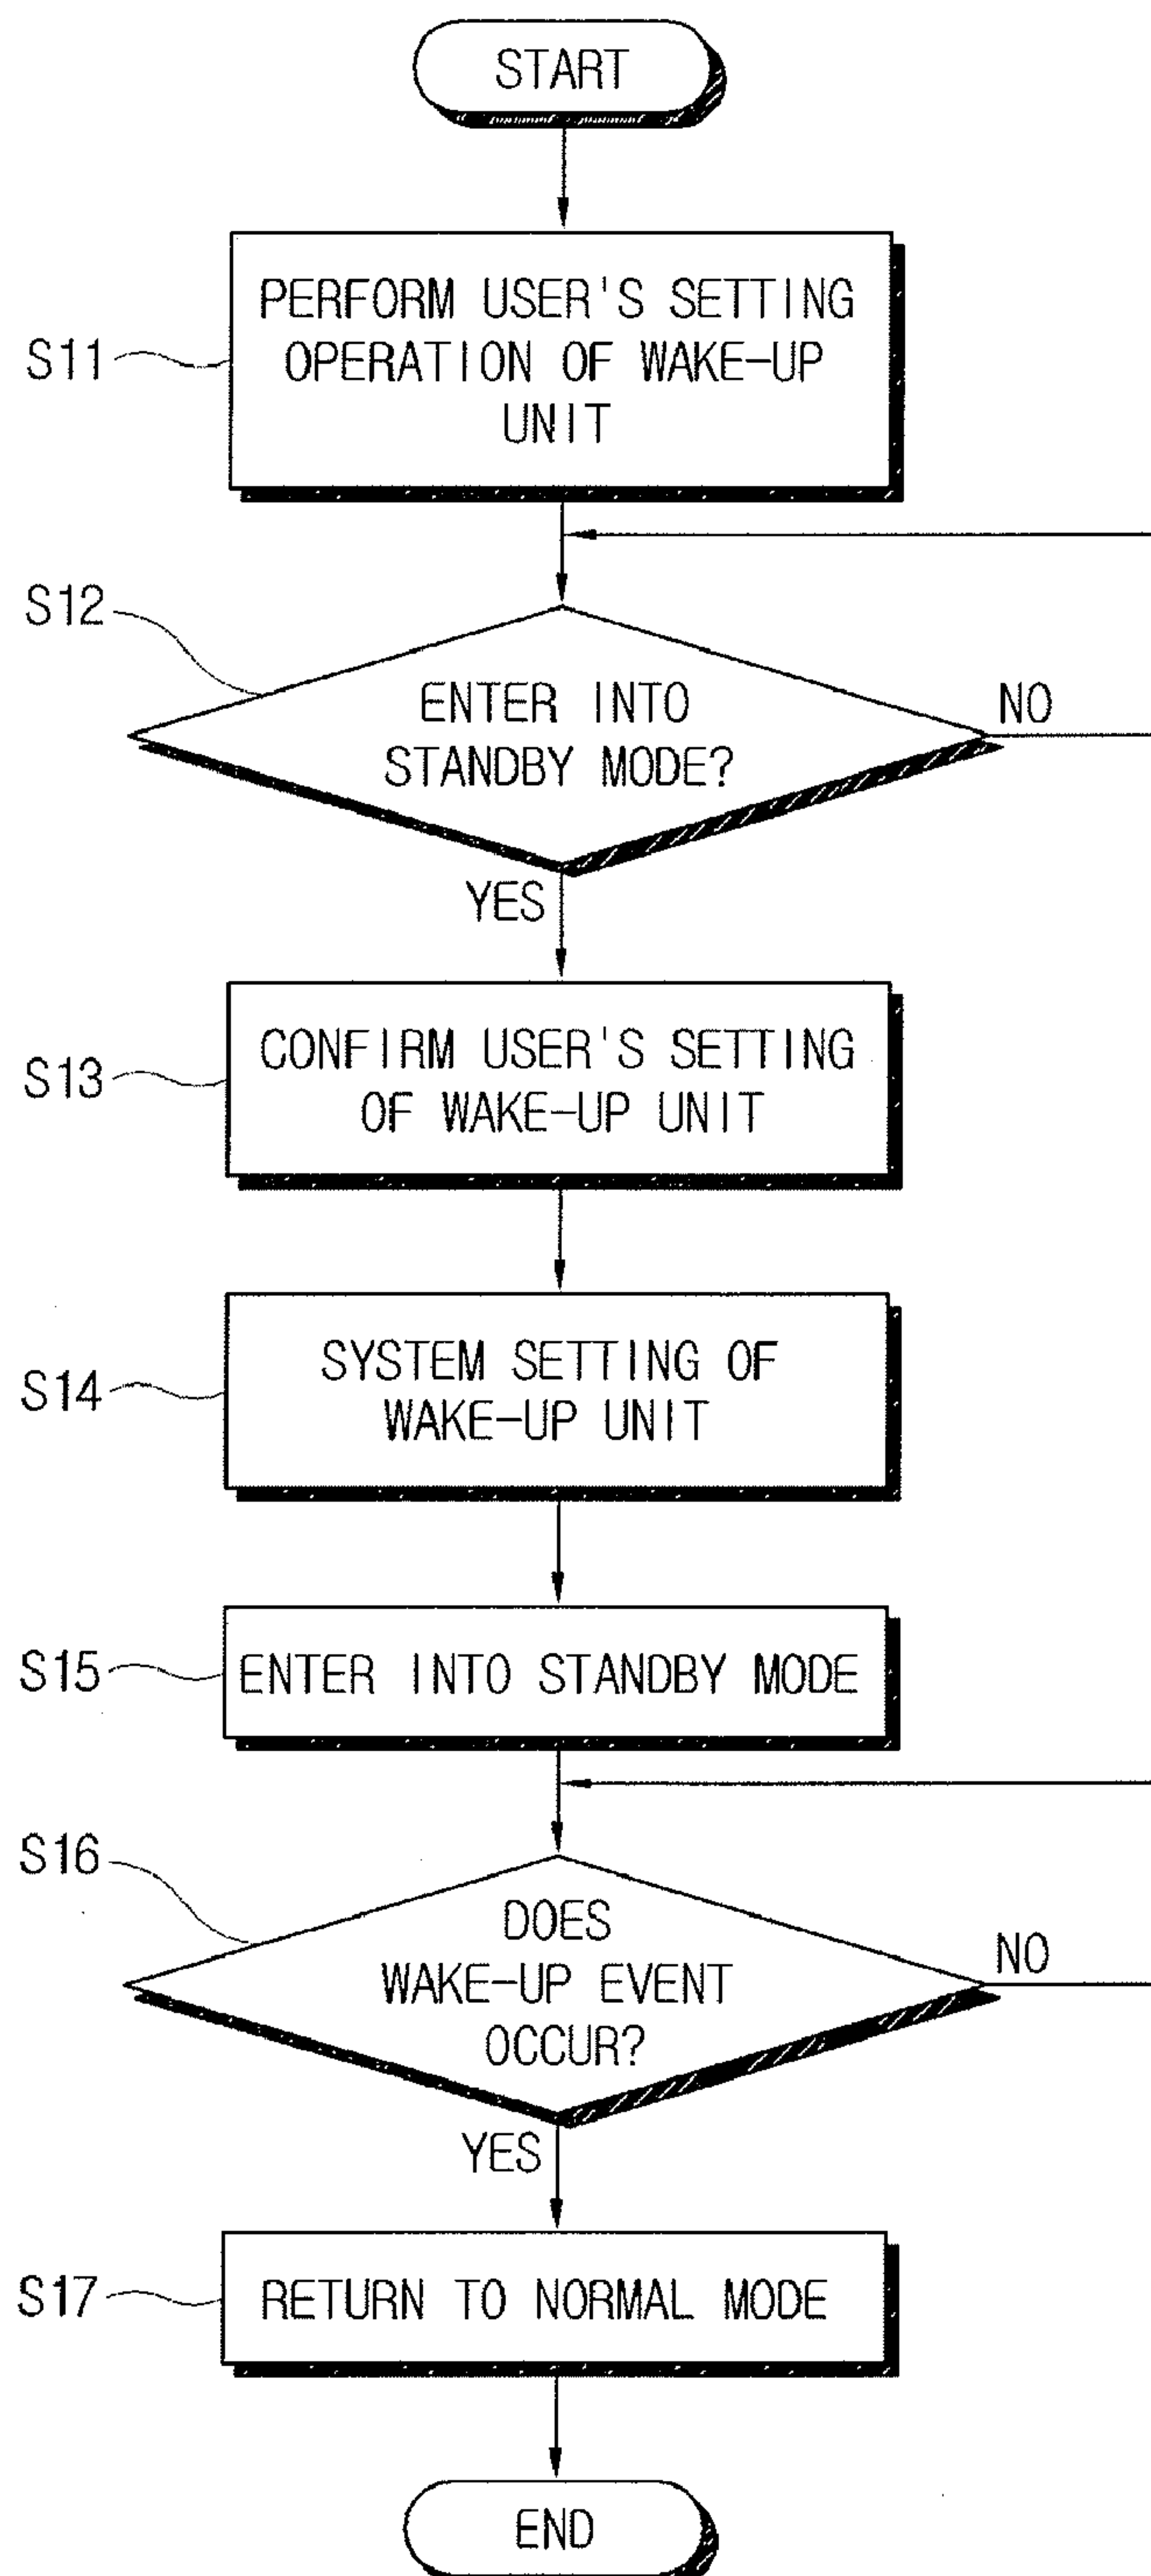 START
S11
PERFORM USER'S SETTING
OPERATION OF WAKE-UP
UNIT
S12
ENTER INTO
STANDBY MODE?
NO
YES
S13
CONFIRM USER'S SETTING
OF WAKE-UP UNIT
S14
SYSTEM SETTING OF
WAKE-UP UNIT
S15
ENTER INTO STANDBY MODE
S16
DOES
WAKE-UP EVENT
OCCUR?
NO
YES
S17
RETURN TO NORMAL MODE
END